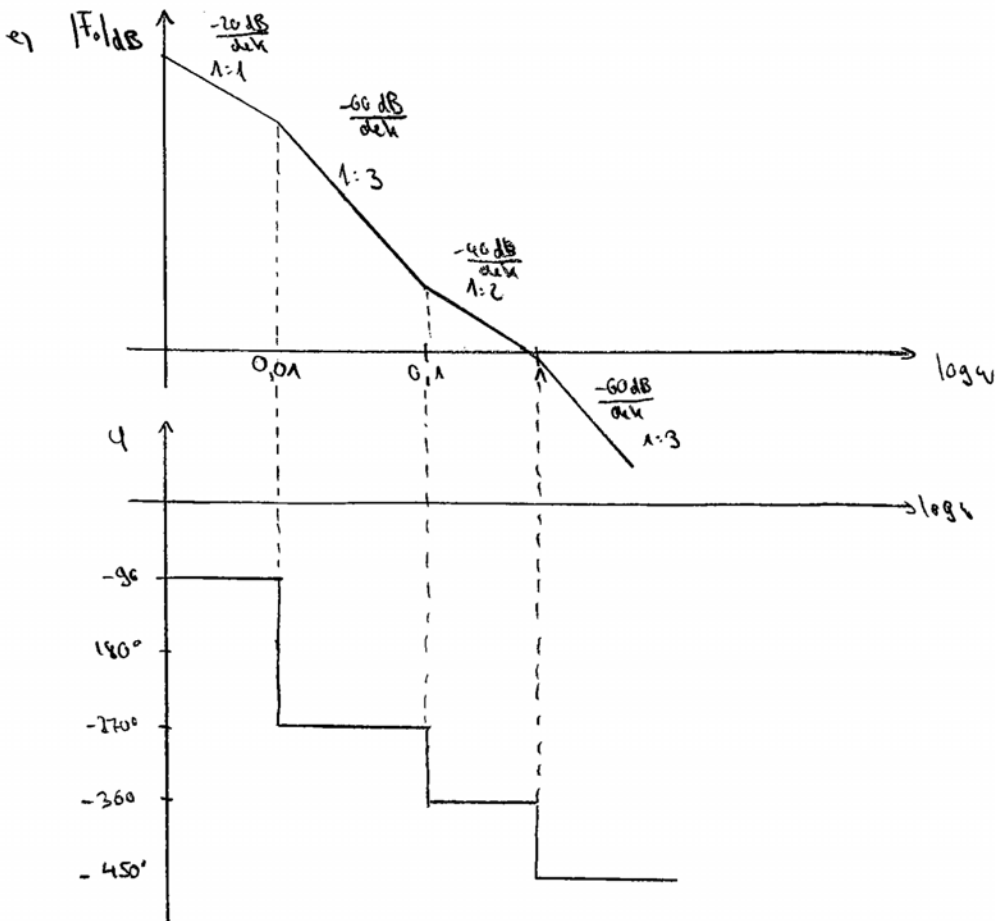 e) |F₀|dB
-20 dB/dek
1:1
-60 dB/dek
1:3
-40 dB/dek
1:2
0,01
0,1
1
log ω
-60 dB/dek
1:3
φ
log ω
-90
180°
-270°
-360
-450°